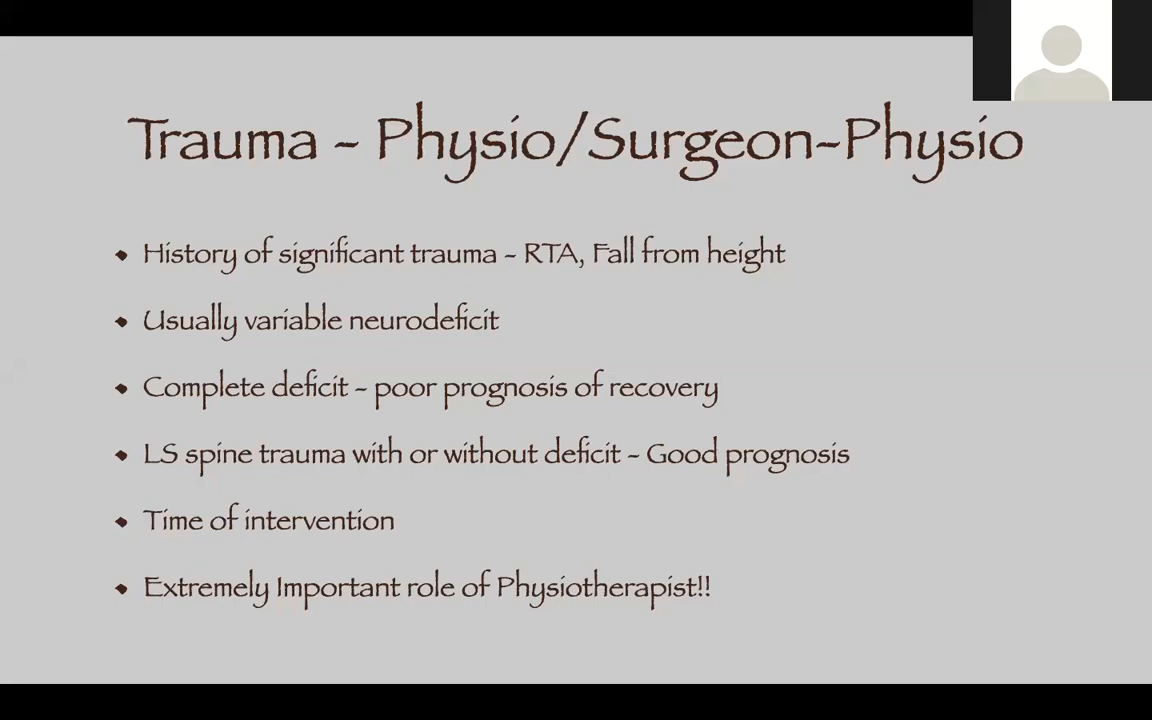 Trauma - Physio/Surgeon-Physio
History of significant trauma - RTA, Fall from height
Usually variable neurodeficit
Complete deficit - poor prognosis of recovery
LS spine trauma with or without deficit - Good prognosis
Time of intervention
Extremely Important role of Physiotherapist!!